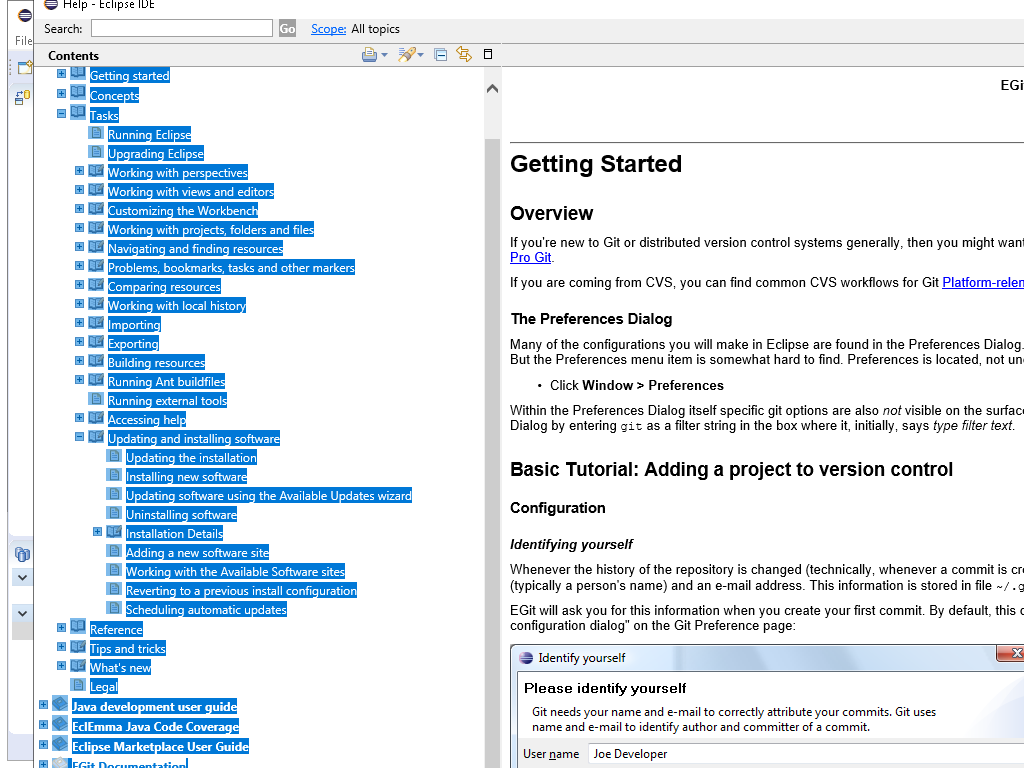 Help - Eclipse IDE
File
Search:
Go
Scope: All topics
Contents
Getting started
Concepts
Tasks
Running Eclipse
Upgrading Eclipse
Working with perspectives
Working with views and editors
Customizing the Workbench
Working with projects, folders and files
Navigating and finding resources
Problems, bookmarks, tasks and other markers
Comparing resources
Working with local history
Importing
Exporting
Building resources
Running Ant buildfiles
Running external tools
Accessing help
Updating and installing software
Updating the installation
Installing new software
Updating software using the Available Updates wizard
Uninstalling software
Installation Details
Adding a new software site
Working with the Available Software sites
Reverting to a previous install configuration
Scheduling automatic updates
Reference
Tips and tricks
What's new
Legal
Java development user guide
EclEmma Java Code Coverage
Eclipse Marketplace User Guide
EGit Documentation
EGit
Getting Started
Overview
If you're new to Git or distributed version control systems generally, then you might want
Pro Git.
If you are coming from CVS, you can find common CVS workflows for Git Platform-relen
The Preferences Dialog
Many of the configurations you will make in Eclipse are found in the Preferences Dialog.
But the Preferences menu item is somewhat hard to find. Preferences is located, not un
• Click Window > Preferences
Within the Preferences Dialog itself specific git options are also not visible on the surfac
Dialog by entering git as a filter string in the box where it, initially, says type filter text.
Basic Tutorial: Adding a project to version control
Configuration
Identifying yourself
Whenever the history of the repository is changed (technically, whenever a commit is cre
(typically a person's name) and an e-mail address. This information is stored in file ~/.g
EGit will ask you for this information when you create your first commit. By default, this d
configuration dialog" on the Git Preference page:
Identify yourself
Please identify yourself
Git needs your name and e-mail to correctly attribute your commits. Git uses
name and e-mail to identify author and committer of a commit.
User name Joe Developer